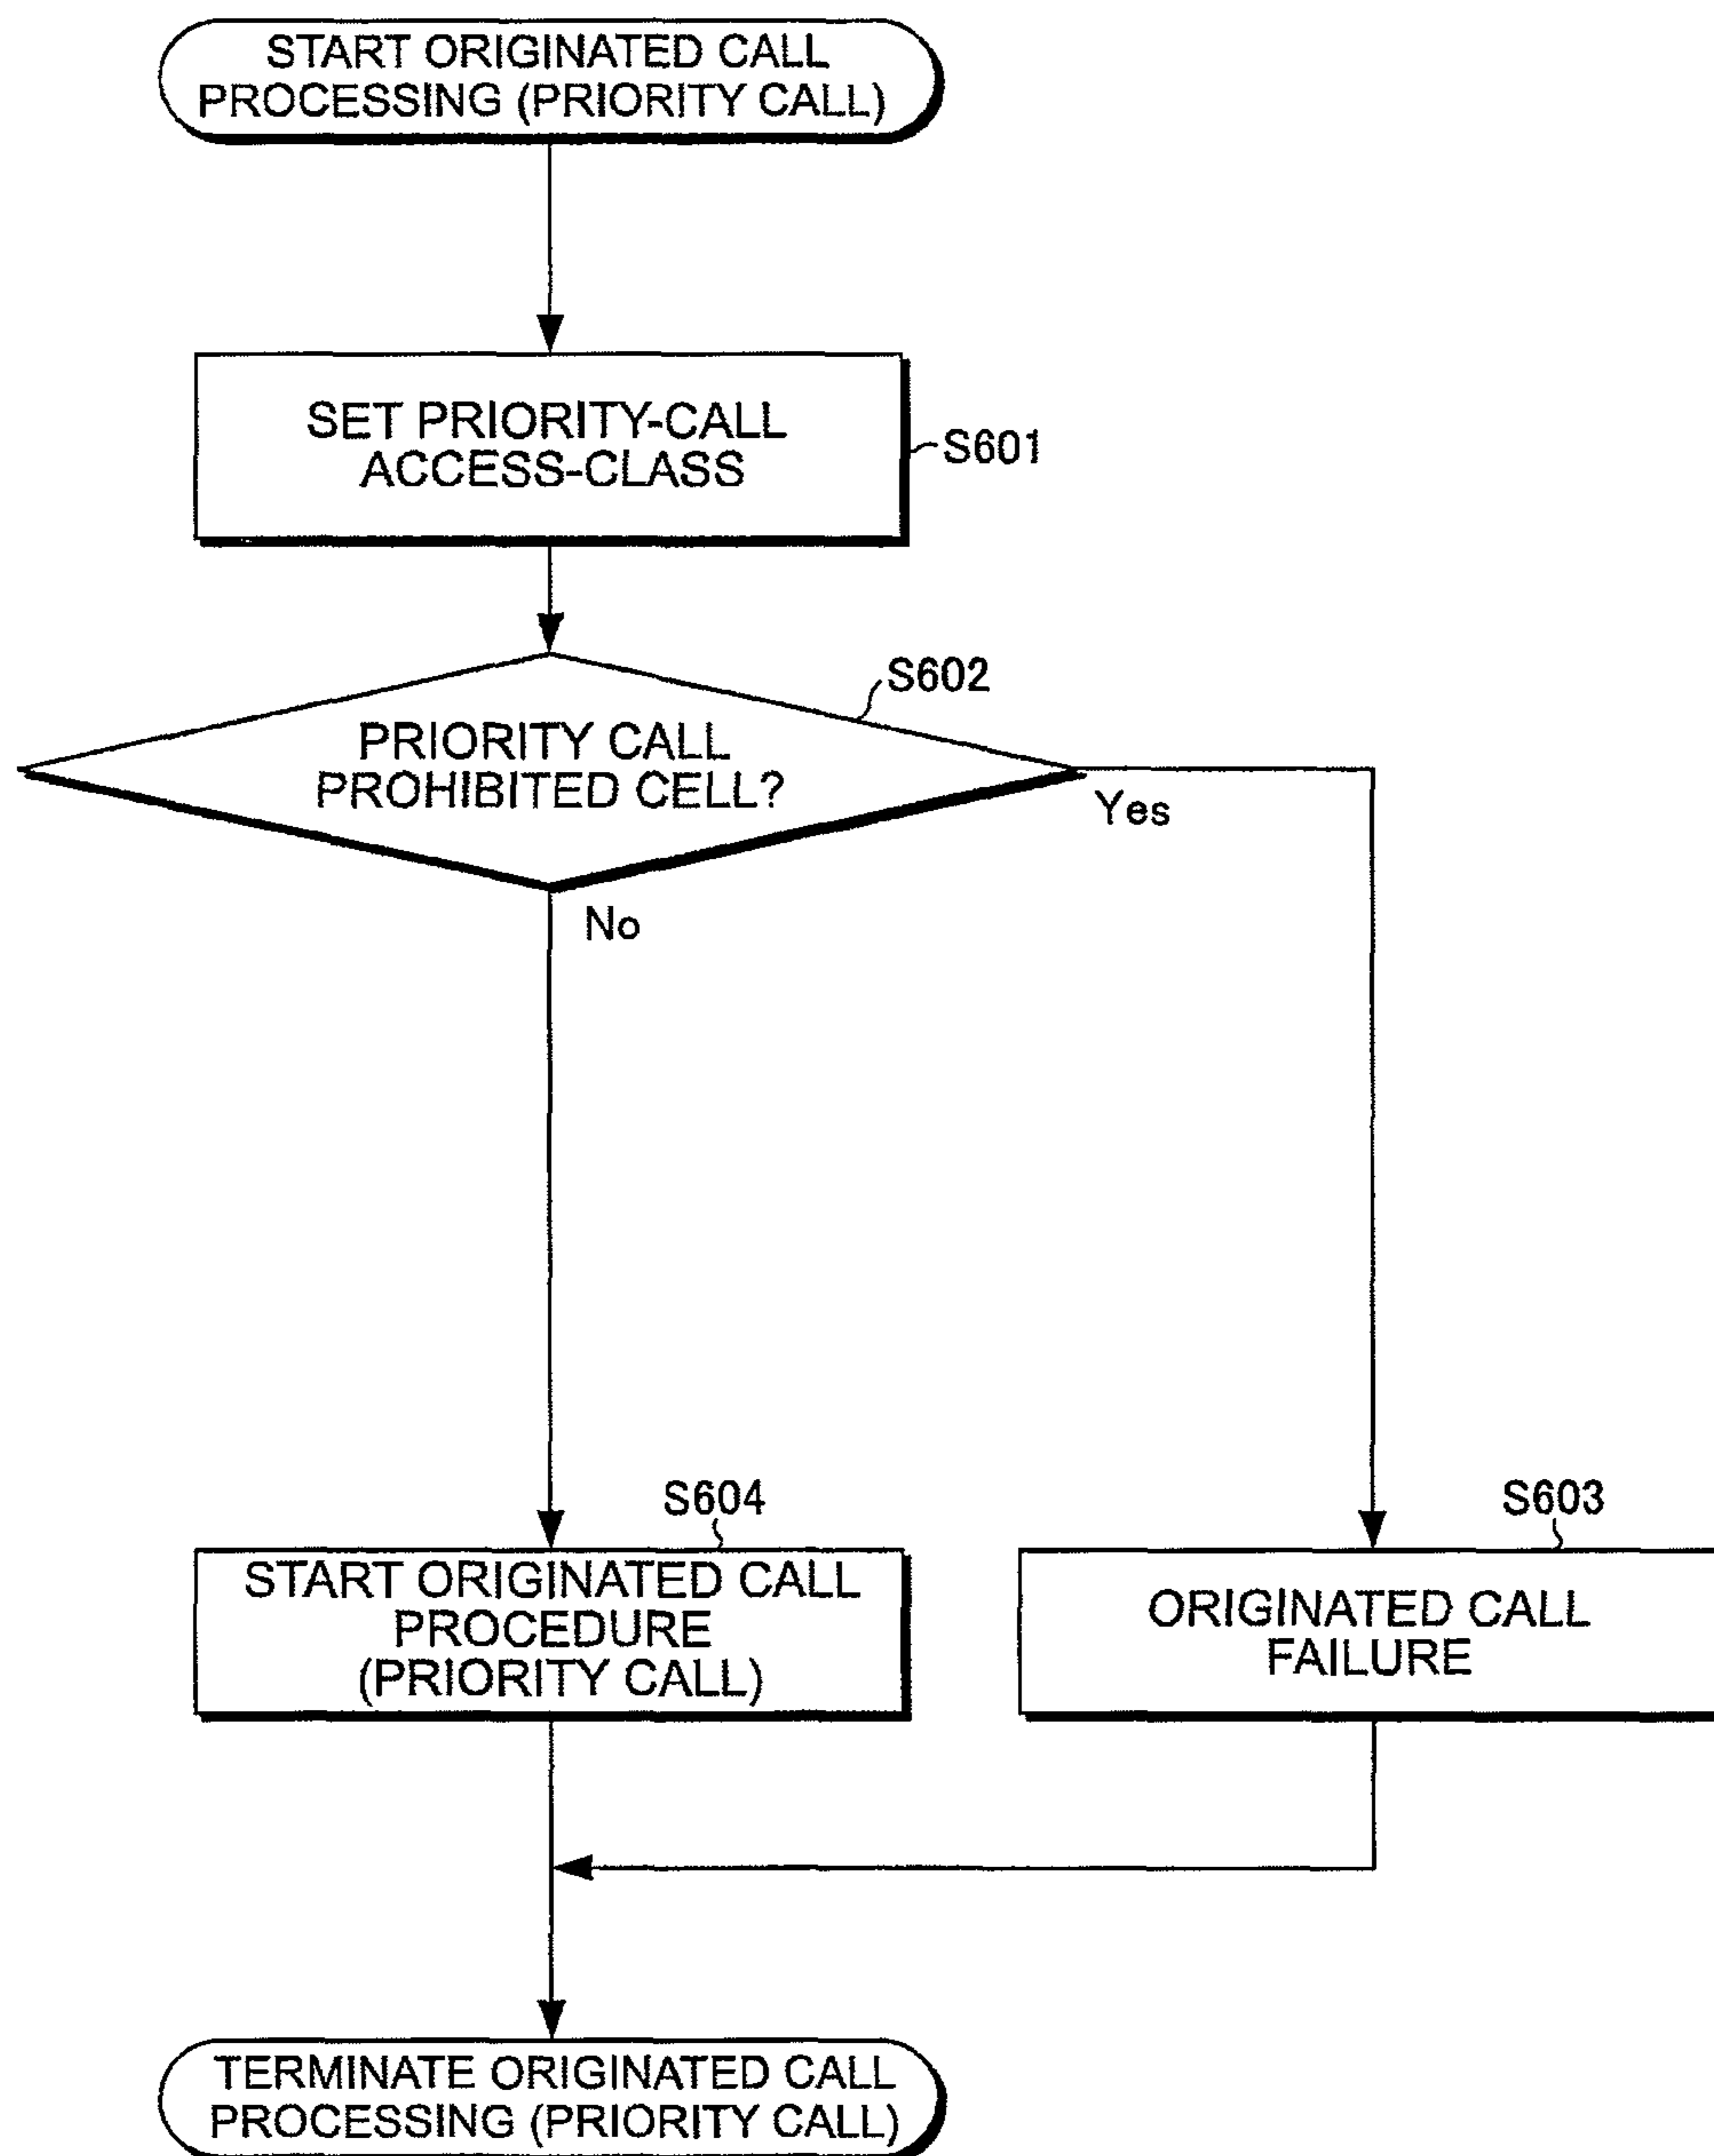 START ORIGINATED CALL
PROCESSING (PRIORITY CALL)
SET PRIORITY-CALL
ACCESS-CLASS
S601
S602
PRIORITY CALL
PROHIBITED CELL?
Yes
No
S604
START ORIGINATED CALL
PROCEDURE
(PRIORITY CALL)
S603
ORIGINATED CALL
FAILURE
TERMINATE ORIGINATED CALL
PROCESSING (PRIORITY CALL)